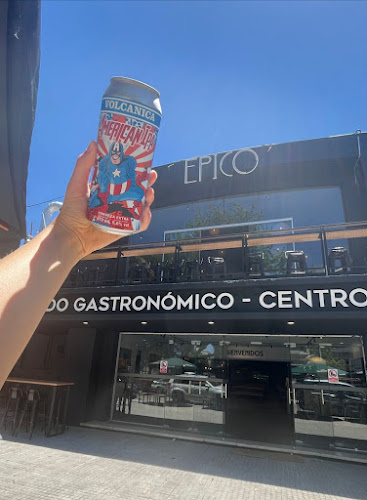 VOLCANICA
AMERICAN IPA
EPICO
DO GASTRONÓMICO - CENTRO
BIENVENIDOS